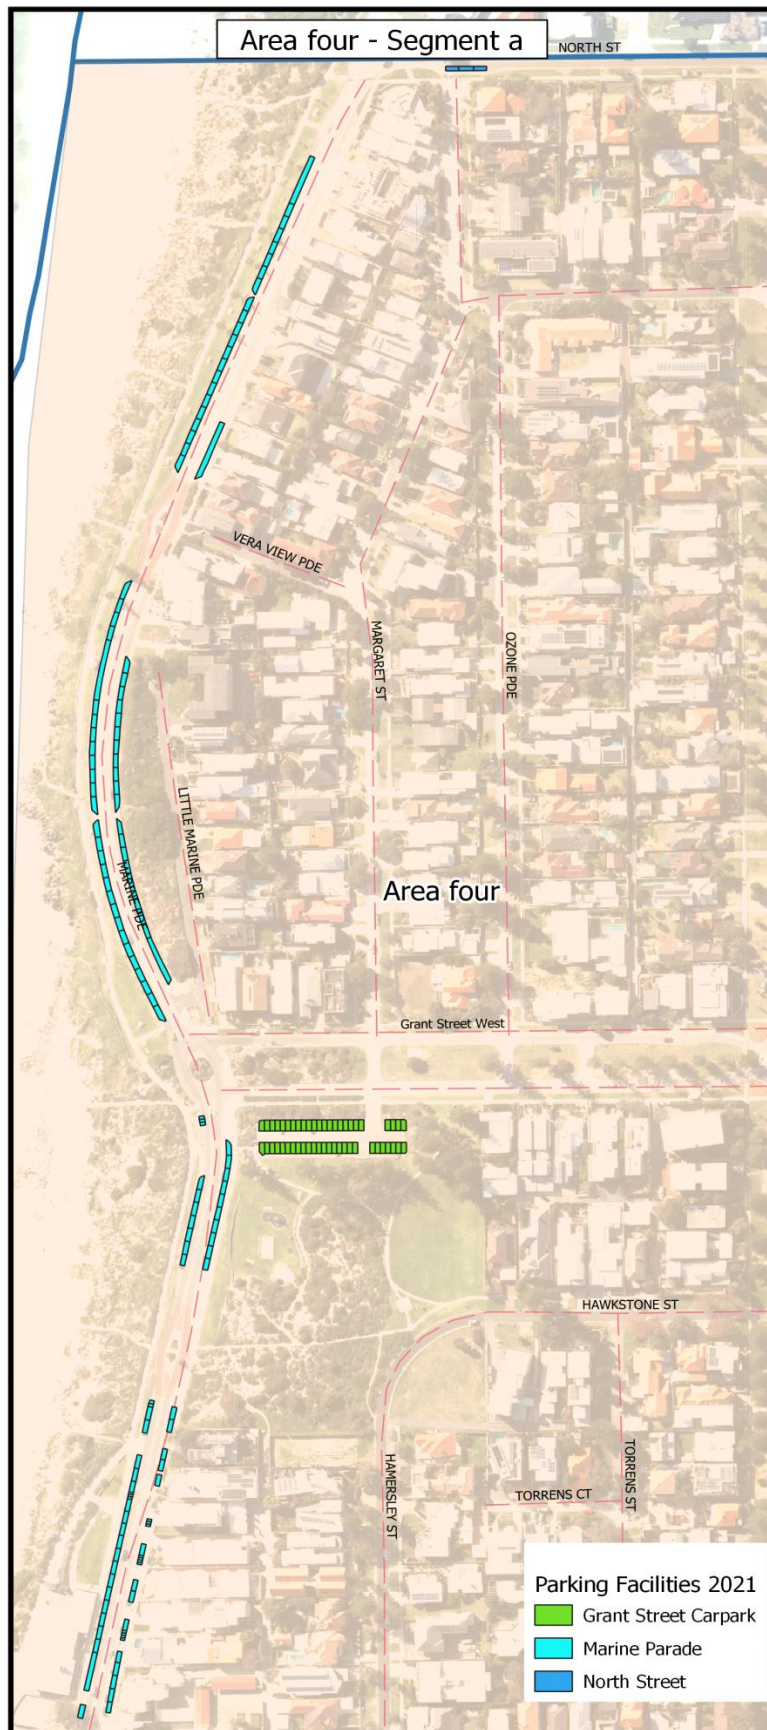 Area four - Segment a
NORTH ST
VERA VIEW PDE
MARGARET ST
OZONE PDE
LITTLE MARINE PDE
MARINE PDE
Area four
Grant Street West
HAWKSTONE ST
HAMERSLEY ST
TORRENS ST
TORRENS CT
Parking Facilities 2021
Grant Street Carpark
Marine Parade
North Street